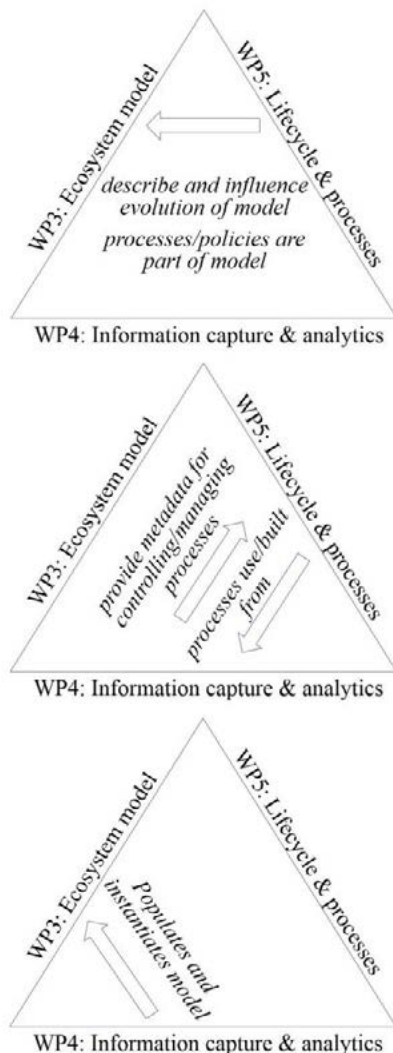 WP3: Ecosystem model
WP5: Lifecycle & processes
describe and influence
evolution of model
processes/policies are
part of model
WP4: Information capture & analytics
WP3: Ecosystem model
WP5: Lifecycle & processes
provide metadata for
controlling/managing
processes
processes use/built
from
WP4: Information capture & analytics
WP3: Ecosystem model
WP5: Lifecycle & processes
Populates and
instantiates model
WP4: Information capture & analytics